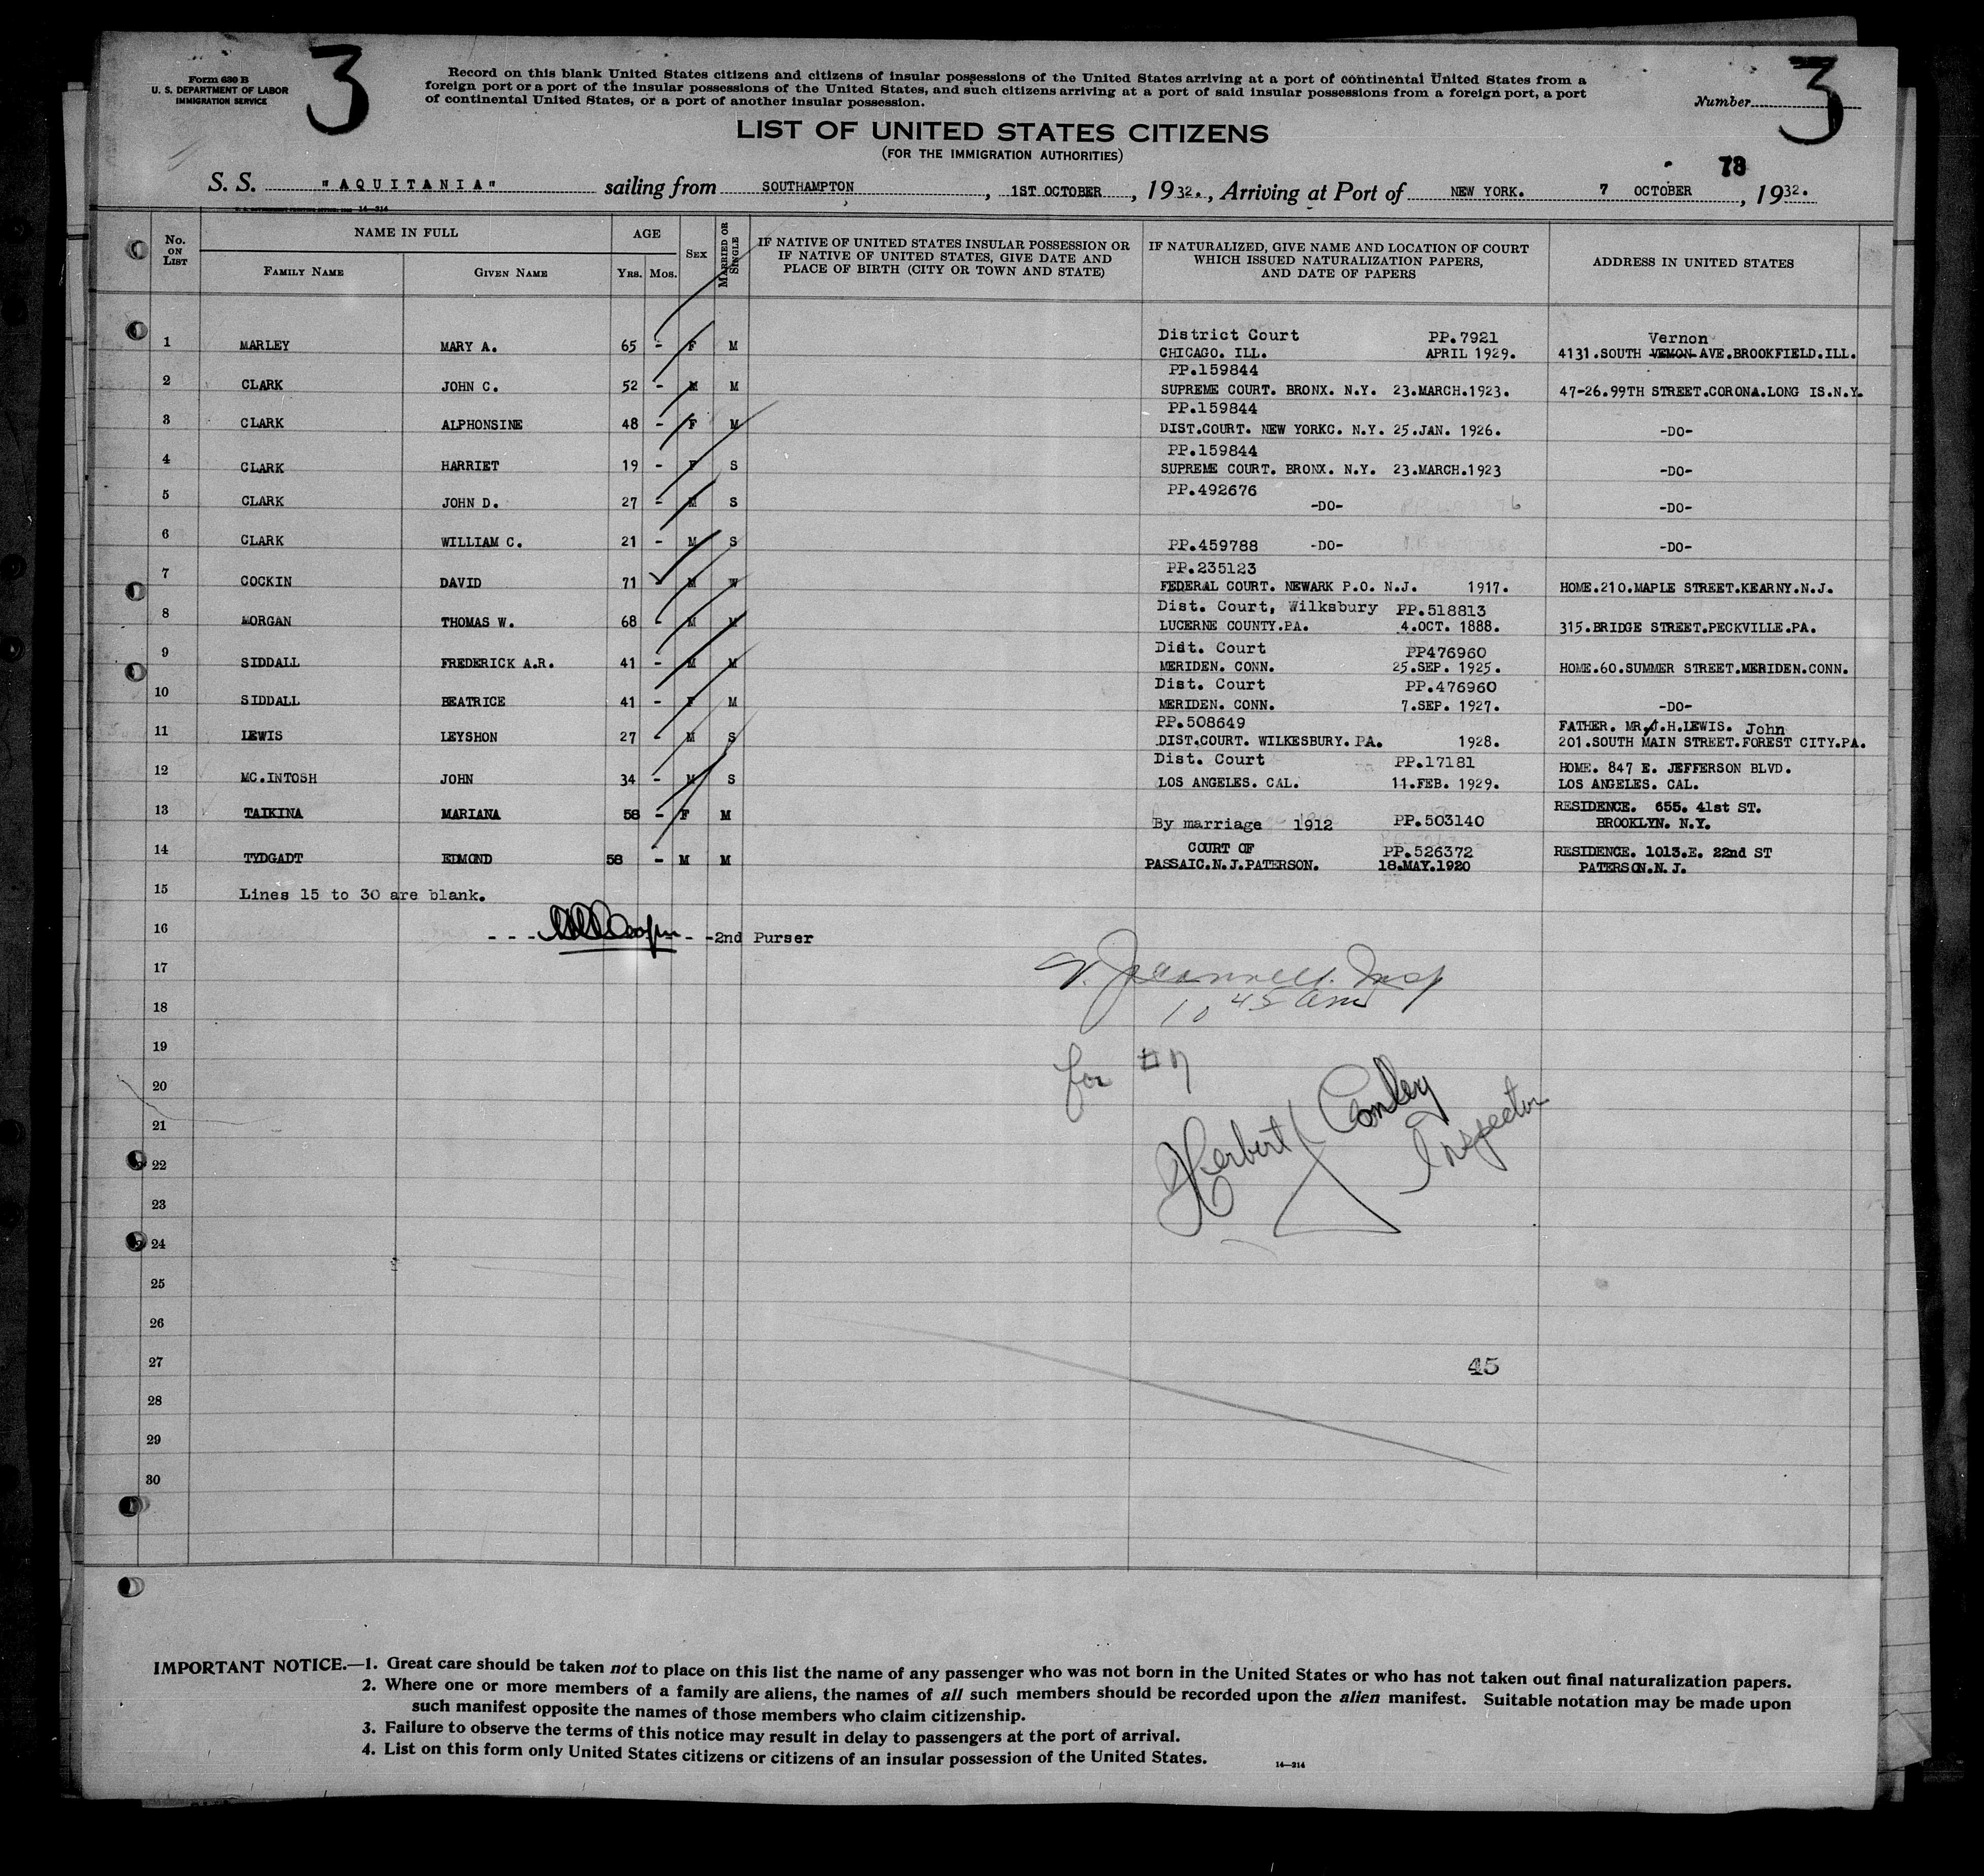 Form 630 B
U. S. DEPARTMENT OF LABOR
IMMIGRATION SERVICE
3
Record on this blank United States citizens and citizens of insular possessions of the United States arriving at a port of continental United States from a
foreign port or a port of the insular possessions of the United States, and such citizens arriving at a port of said insular possessions from a foreign port, a port
of continental United States, or a port of another insular possession.
Number 3
LIST OF UNITED STATES CITIZENS
(FOR THE IMMIGRATION AUTHORITIES)
78
S. S. "AQUITANIA" sailing from SOUTHAMPTON, 1ST OCTOBER, 1932., Arriving at Port of NEW YORK. 7 OCTOBER, 1932.
No. ON LIST
NAME IN FULL
FAMILY NAME GIVEN NAME
AGE
YRS. MOS.
SEX
MARRIED OR SINGLE
IF NATIVE OF UNITED STATES INSULAR POSSESSION OR
IF NATIVE OF UNITED STATES, GIVE DATE AND
PLACE OF BIRTH (CITY OR TOWN AND STATE)
IF NATURALIZED, GIVE NAME AND LOCATION OF COURT
WHICH ISSUED NATURALIZATION PAPERS,
AND DATE OF PAPERS
ADDRESS IN UNITED STATES
District Court PP.7921 Vernon
1 MARLEY MARY A. 65 - F M CHICAGO. ILL. APRIL 1929. 4131.SOUTH VEMON AVE.BROOKFIELD.ILL.
PP.159844
2 CLARK JOHN C. 52 - M M SUPREME COURT. BRONX. N.Y. 23.MARCH.1923. 47-26.99TH STREET.CORONA.LONG IS.N.Y.
PP.159844
3 CLARK ALPHONSINE 48 - F M DIST.COURT. NEW YORKC. N.Y. 25.JAN. 1926. -DO-
PP.159844
4 CLARK HARRIET 19 - F S SUPREME COURT. BRONX. N.Y. 23.MARCH.1923 -DO-
PP.492676
5 CLARK JOHN D. 27 - M S -DO- -DO-
6 CLARK WILLIAM C. 21 - M S PP.459788 -DO- -DO-
PP.235123
7 COCKIN DAVID 71 - M W FEDERAL COURT. NEWARK P.O. N.J. 1917. HOME.210.MAPLE STREET.KEARNY.N.J.
Dist. Court, Wilksbury PP.518813
8 MORGAN THOMAS W. 68 - M M LUCERNE COUNTY.PA. 4.OCT. 1888. 315.BRIDGE STREET.PECKVILLE.PA.
Didt. Court PP476960
9 SIDDALL FREDERICK A.R. 41 - M M MERIDEN. CONN. 25.SEP. 1925. HOME.60.SUMMER STREET.MERIDEN.CONN.
Dist. Court PP.476960
10 SIDDALL BEATRICE 41 - F M MERIDEN. CONN. 7.SEP. 1927. -DO-
PP.508649 FATHER. MR.J.H.LEWIS. John
11 LEWIS LEYSHON 27 - M S DIST.COURT. WILKESBURY. PA. 1928. 201.SOUTH MAIN STREET.FOREST CITY.PA.
Dist. Court PP.17181 HOME. 847 E. JEFFERSON BLVD.
12 MC.INTOSH JOHN 34 - M S LOS ANGELES. CAL. 11.FEB. 1929. LOS ANGELES. CAL.
RESIDENCE. 655. 41st ST.
13 TAIKINA MARIANA 58 - F M By marriage 1912 PP.503140 BROOKLYN. N.Y.
COURT OF PP.526372 RESIDENCE. 1013.E. 22nd ST
14 TYDGADT EDMOND 58 - M M PASSAIC.N.J.PATERSON. 18.MAY.1920 PATERSON.N.J.
15 Lines 15 to 30 are blank.
16 - - - - -2nd Purser
17
10 45 am
18
19
for #7
20
Herbert Conley
21
Inspector
22
23
24
25
26
27 45
28
29
30
IMPORTANT NOTICE.—1. Great care should be taken not to place on this list the name of any passenger who was not born in the United States or who has not taken out final naturalization papers.
2. Where one or more members of a family are aliens, the names of all such members should be recorded upon the alien manifest. Suitable notation may be made upon
such manifest opposite the names of those members who claim citizenship.
3. Failure to observe the terms of this notice may result in delay to passengers at the port of arrival.
4. List on this form only United States citizens or citizens of an insular possession of the United States.
14—214